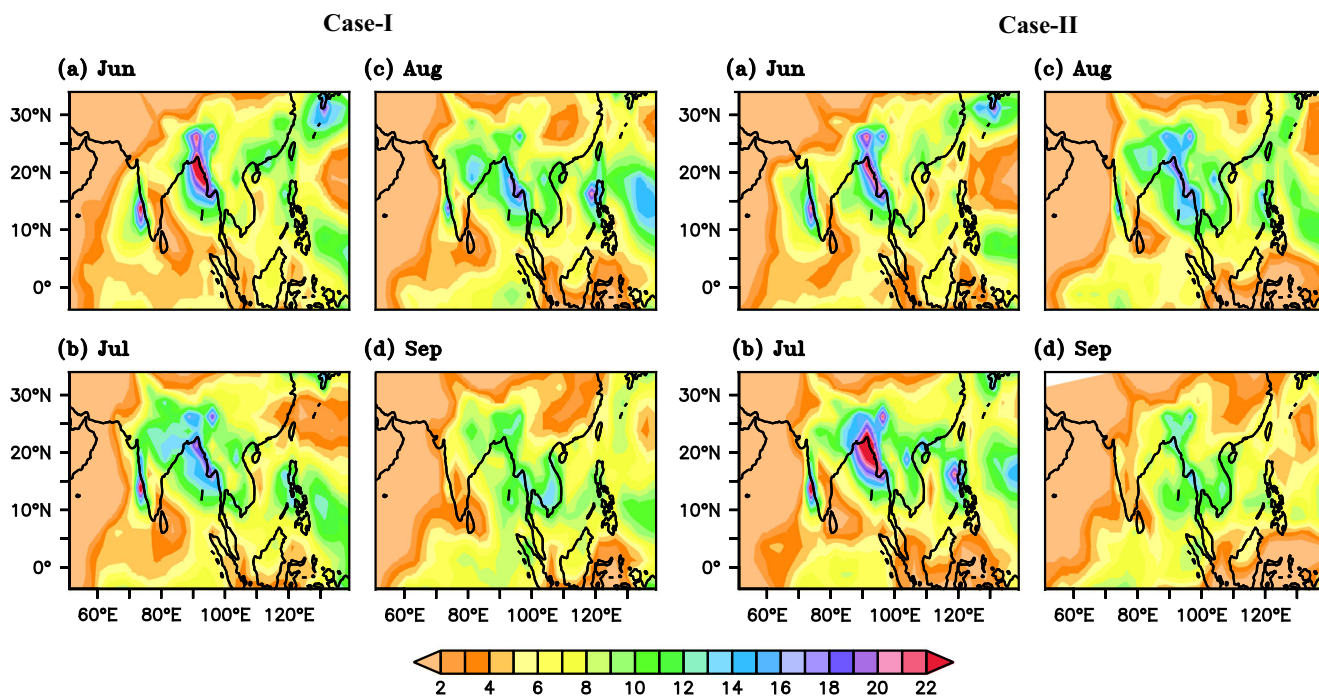 Case-I Case-II
(a) Jun (c) Aug (a) Jun (c) Aug
30°N
20°N
10°N
0°
30°N
20°N
10°N
0°
(b) Jul (d) Sep (b) Jul (d) Sep
30°N
20°N
10°N
0°
30°N
20°N
10°N
0°
60°E 80°E 100°E 120°E 60°E 80°E 100°E 120°E 60°E 80°E 100°E 120°E 60°E 80°E 100°E 120°E
2 4 6 8 10 12 14 16 18 20 22